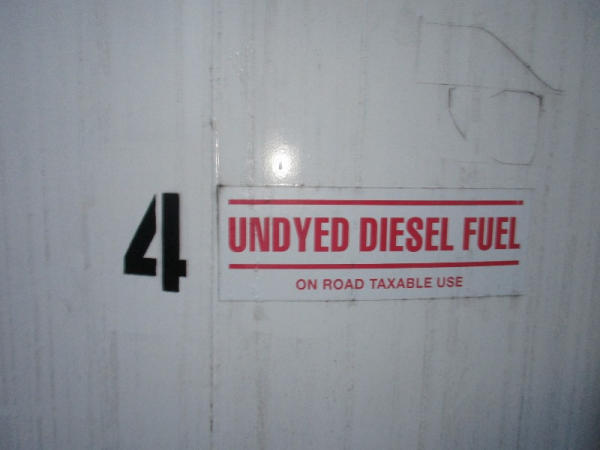 4
UNDYED DIESEL FUEL
ON ROAD TAXABLE USE